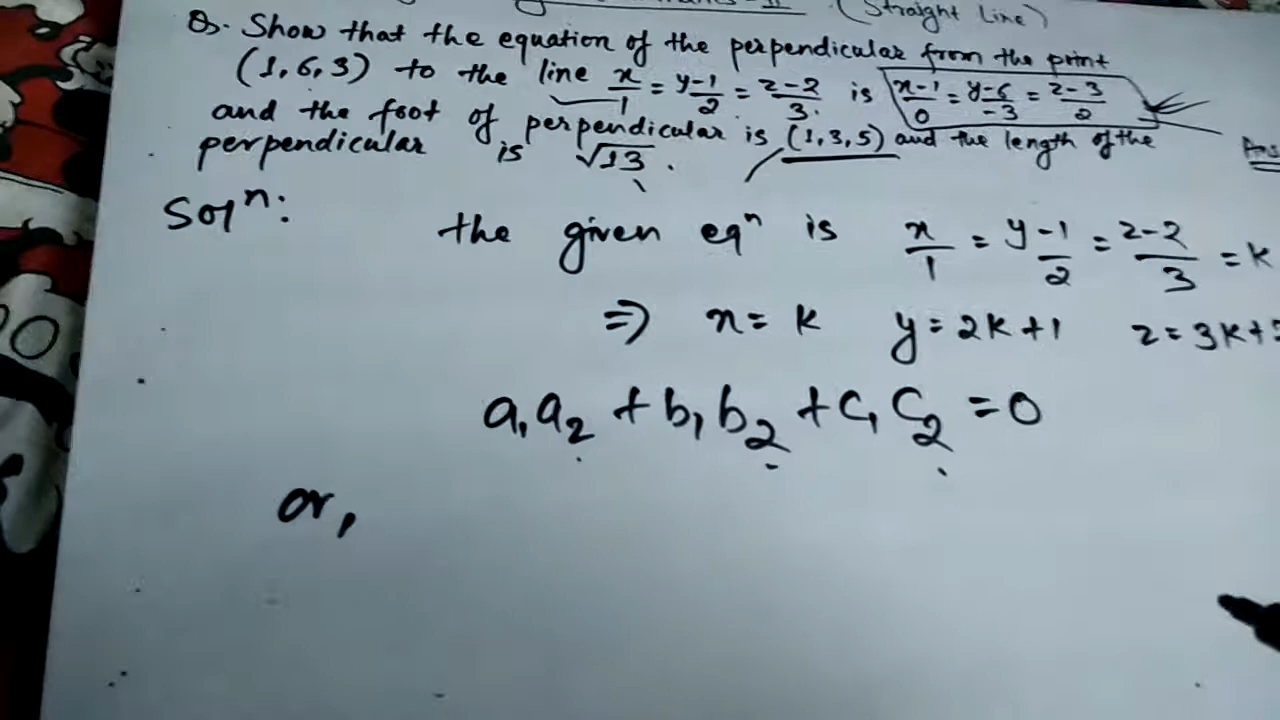 (Straight Line)
Q. Show that the equation of the perpendicular from the print
(1, 6, 3) to the line x/1 = y-1/2 = z-2/3 is x-1/0 = y-6/-3 = z-3/2
and the foot of perpendicular is (1, 3, 5) and the length of the
perpendicular is √13.
Solⁿ: the given eqⁿ is x/1 = y-1/2 = z-2/3 = k
⇒ x = k y = 2k+1 z = 3k+
a₁a₂ + b₁b₂ + c₁c₂ = 0
or,